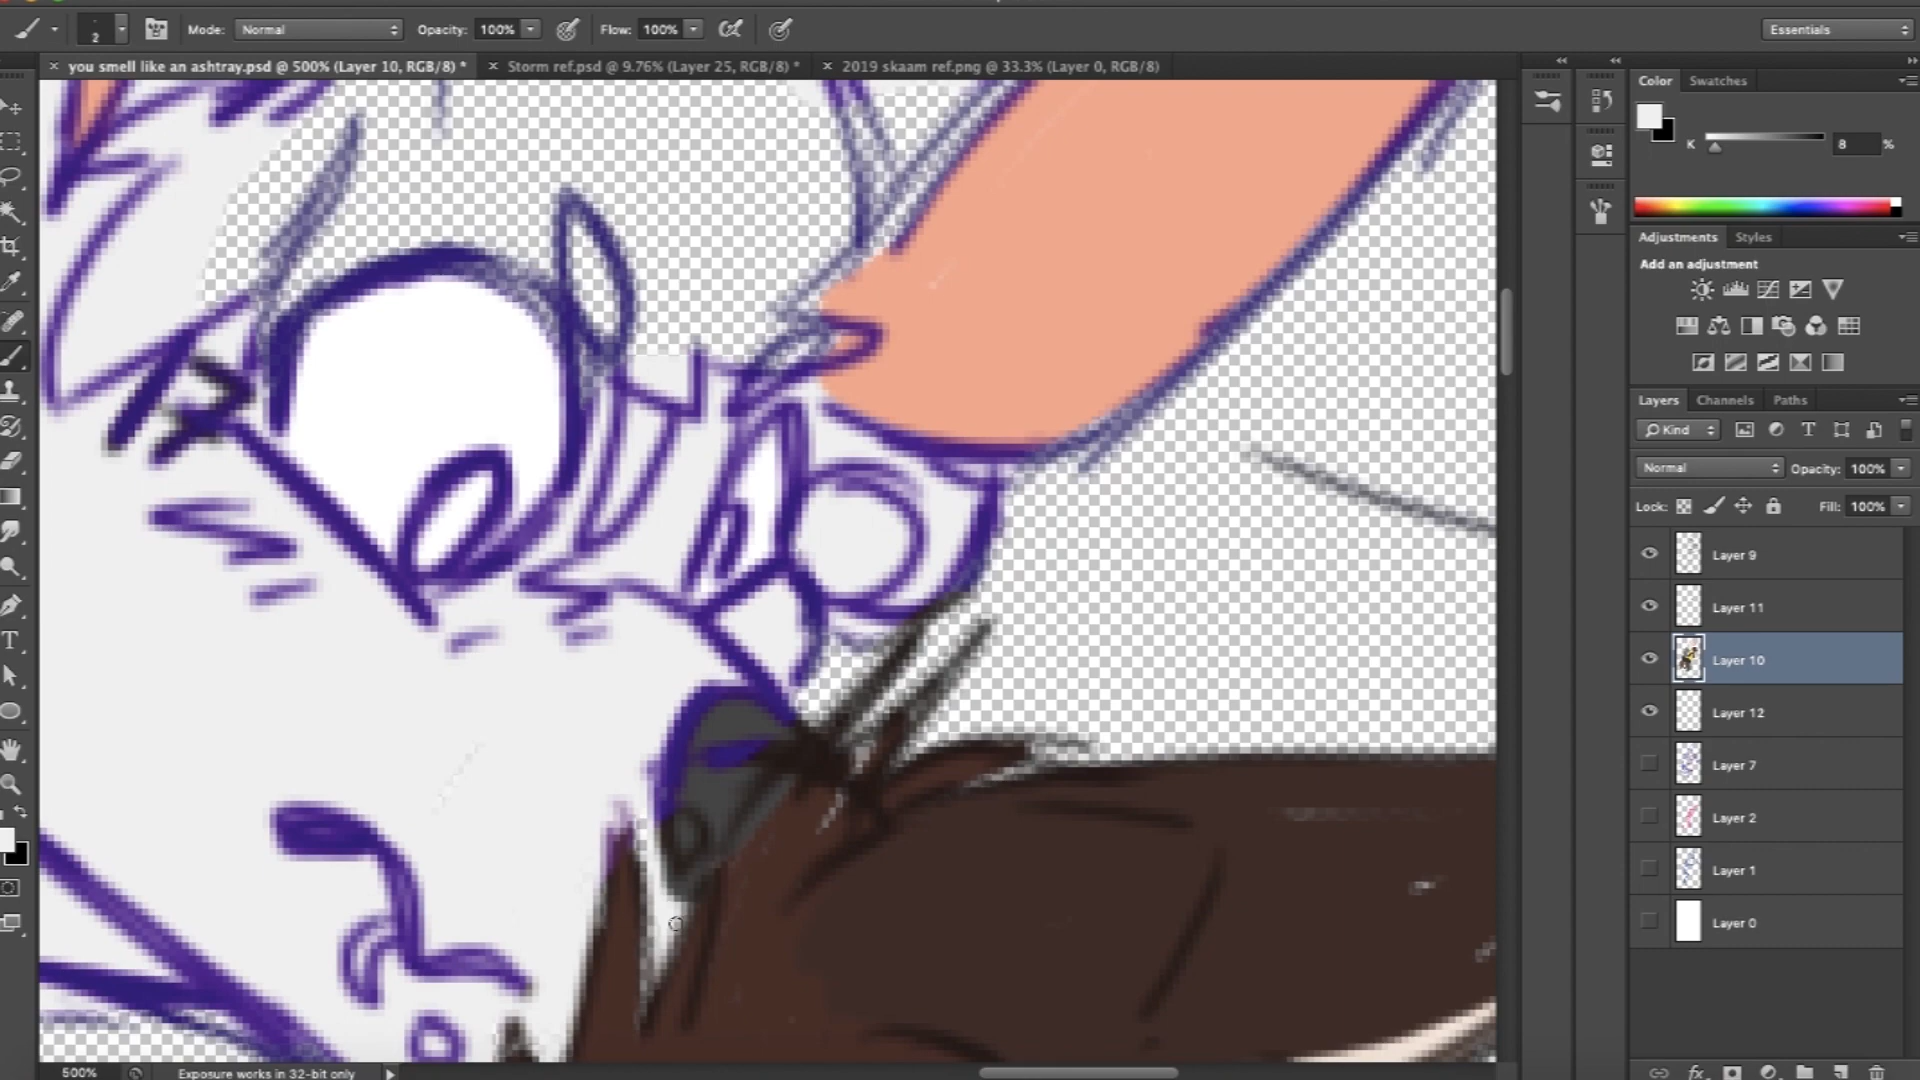 2 Mode: Normal Opacity: 100% Flow: 100% Essentials
× you smell like an ashtray.psd @ 500% (Layer 10, RGB/8) * × Storm ref.psd @ 9.76% (Layer 25, RGB/8) * × 2019 skaam ref.png @ 33.3% (Layer 0, RGB/8)
Color Swatches
K 8 %
Adjustments Styles
Add an adjustment
Layers Channels Paths
Kind
Normal Opacity: 100%
Lock: Fill: 100%
Layer 9
Layer 11
Layer 10
Layer 12
Layer 7
Layer 2
Layer 1
Layer 0
500% Exposure works in 32-bit only